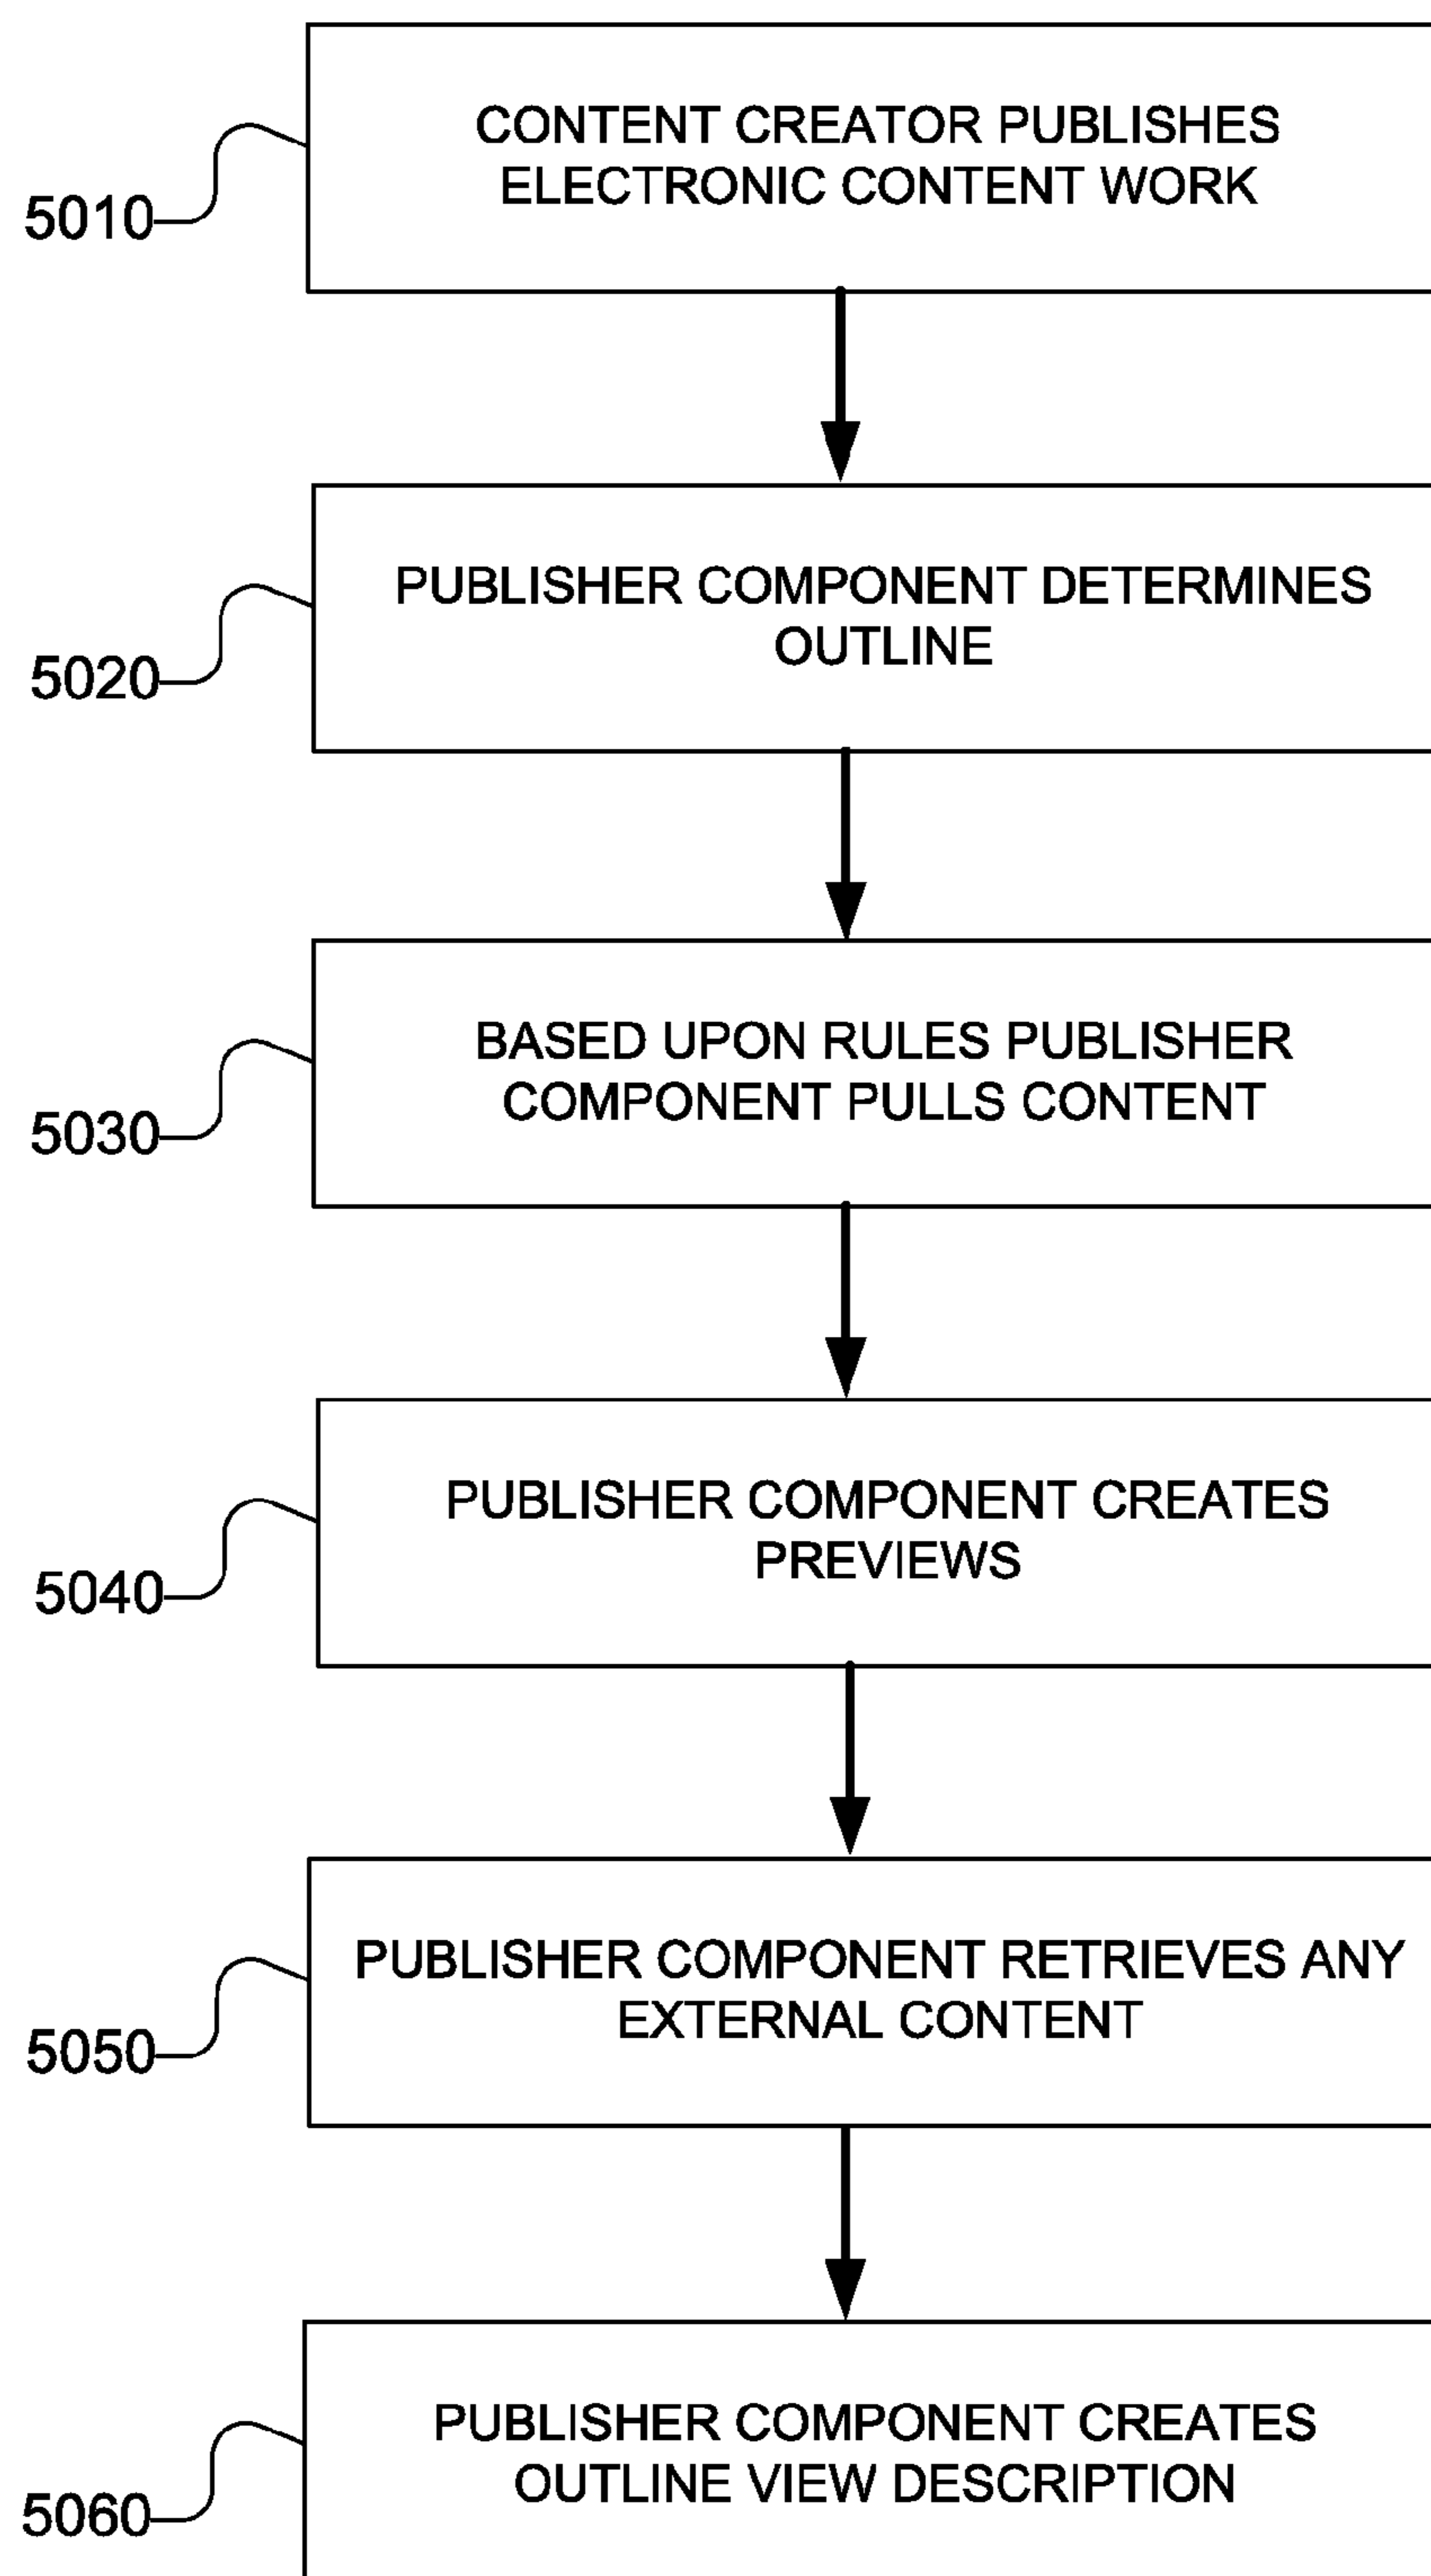 CONTENT CREATOR PUBLISHES
ELECTRONIC CONTENT WORK
5010
PUBLISHER COMPONENT DETERMINES
OUTLINE
5020
BASED UPON RULES PUBLISHER
COMPONENT PULLS CONTENT
5030
PUBLISHER COMPONENT CREATES
PREVIEWS
5040
PUBLISHER COMPONENT RETRIEVES ANY
EXTERNAL CONTENT
5050
PUBLISHER COMPONENT CREATES
OUTLINE VIEW DESCRIPTION
5060